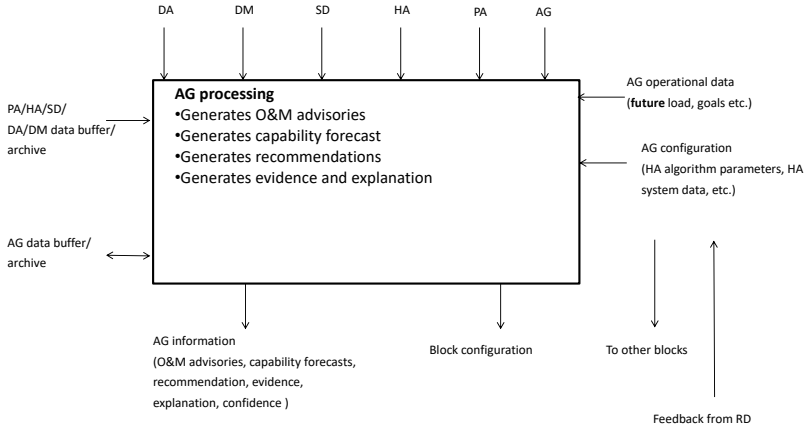 DA DM SD HA PA AG
AG processing
•Generates O&M advisories
•Generates capability forecast
•Generates recommendations
•Generates evidence and explanation
PA/HA/SD/
DA/DM data buffer/
archive
AG data buffer/
archive
AG operational data
(future load, goals etc.)
AG configuration
(HA algorithm parameters, HA
system data, etc.)
AG information
(O&M advisories, capability forecasts,
recommendation, evidence,
explanation, confidence )
Block configuration
To other blocks
Feedback from RD